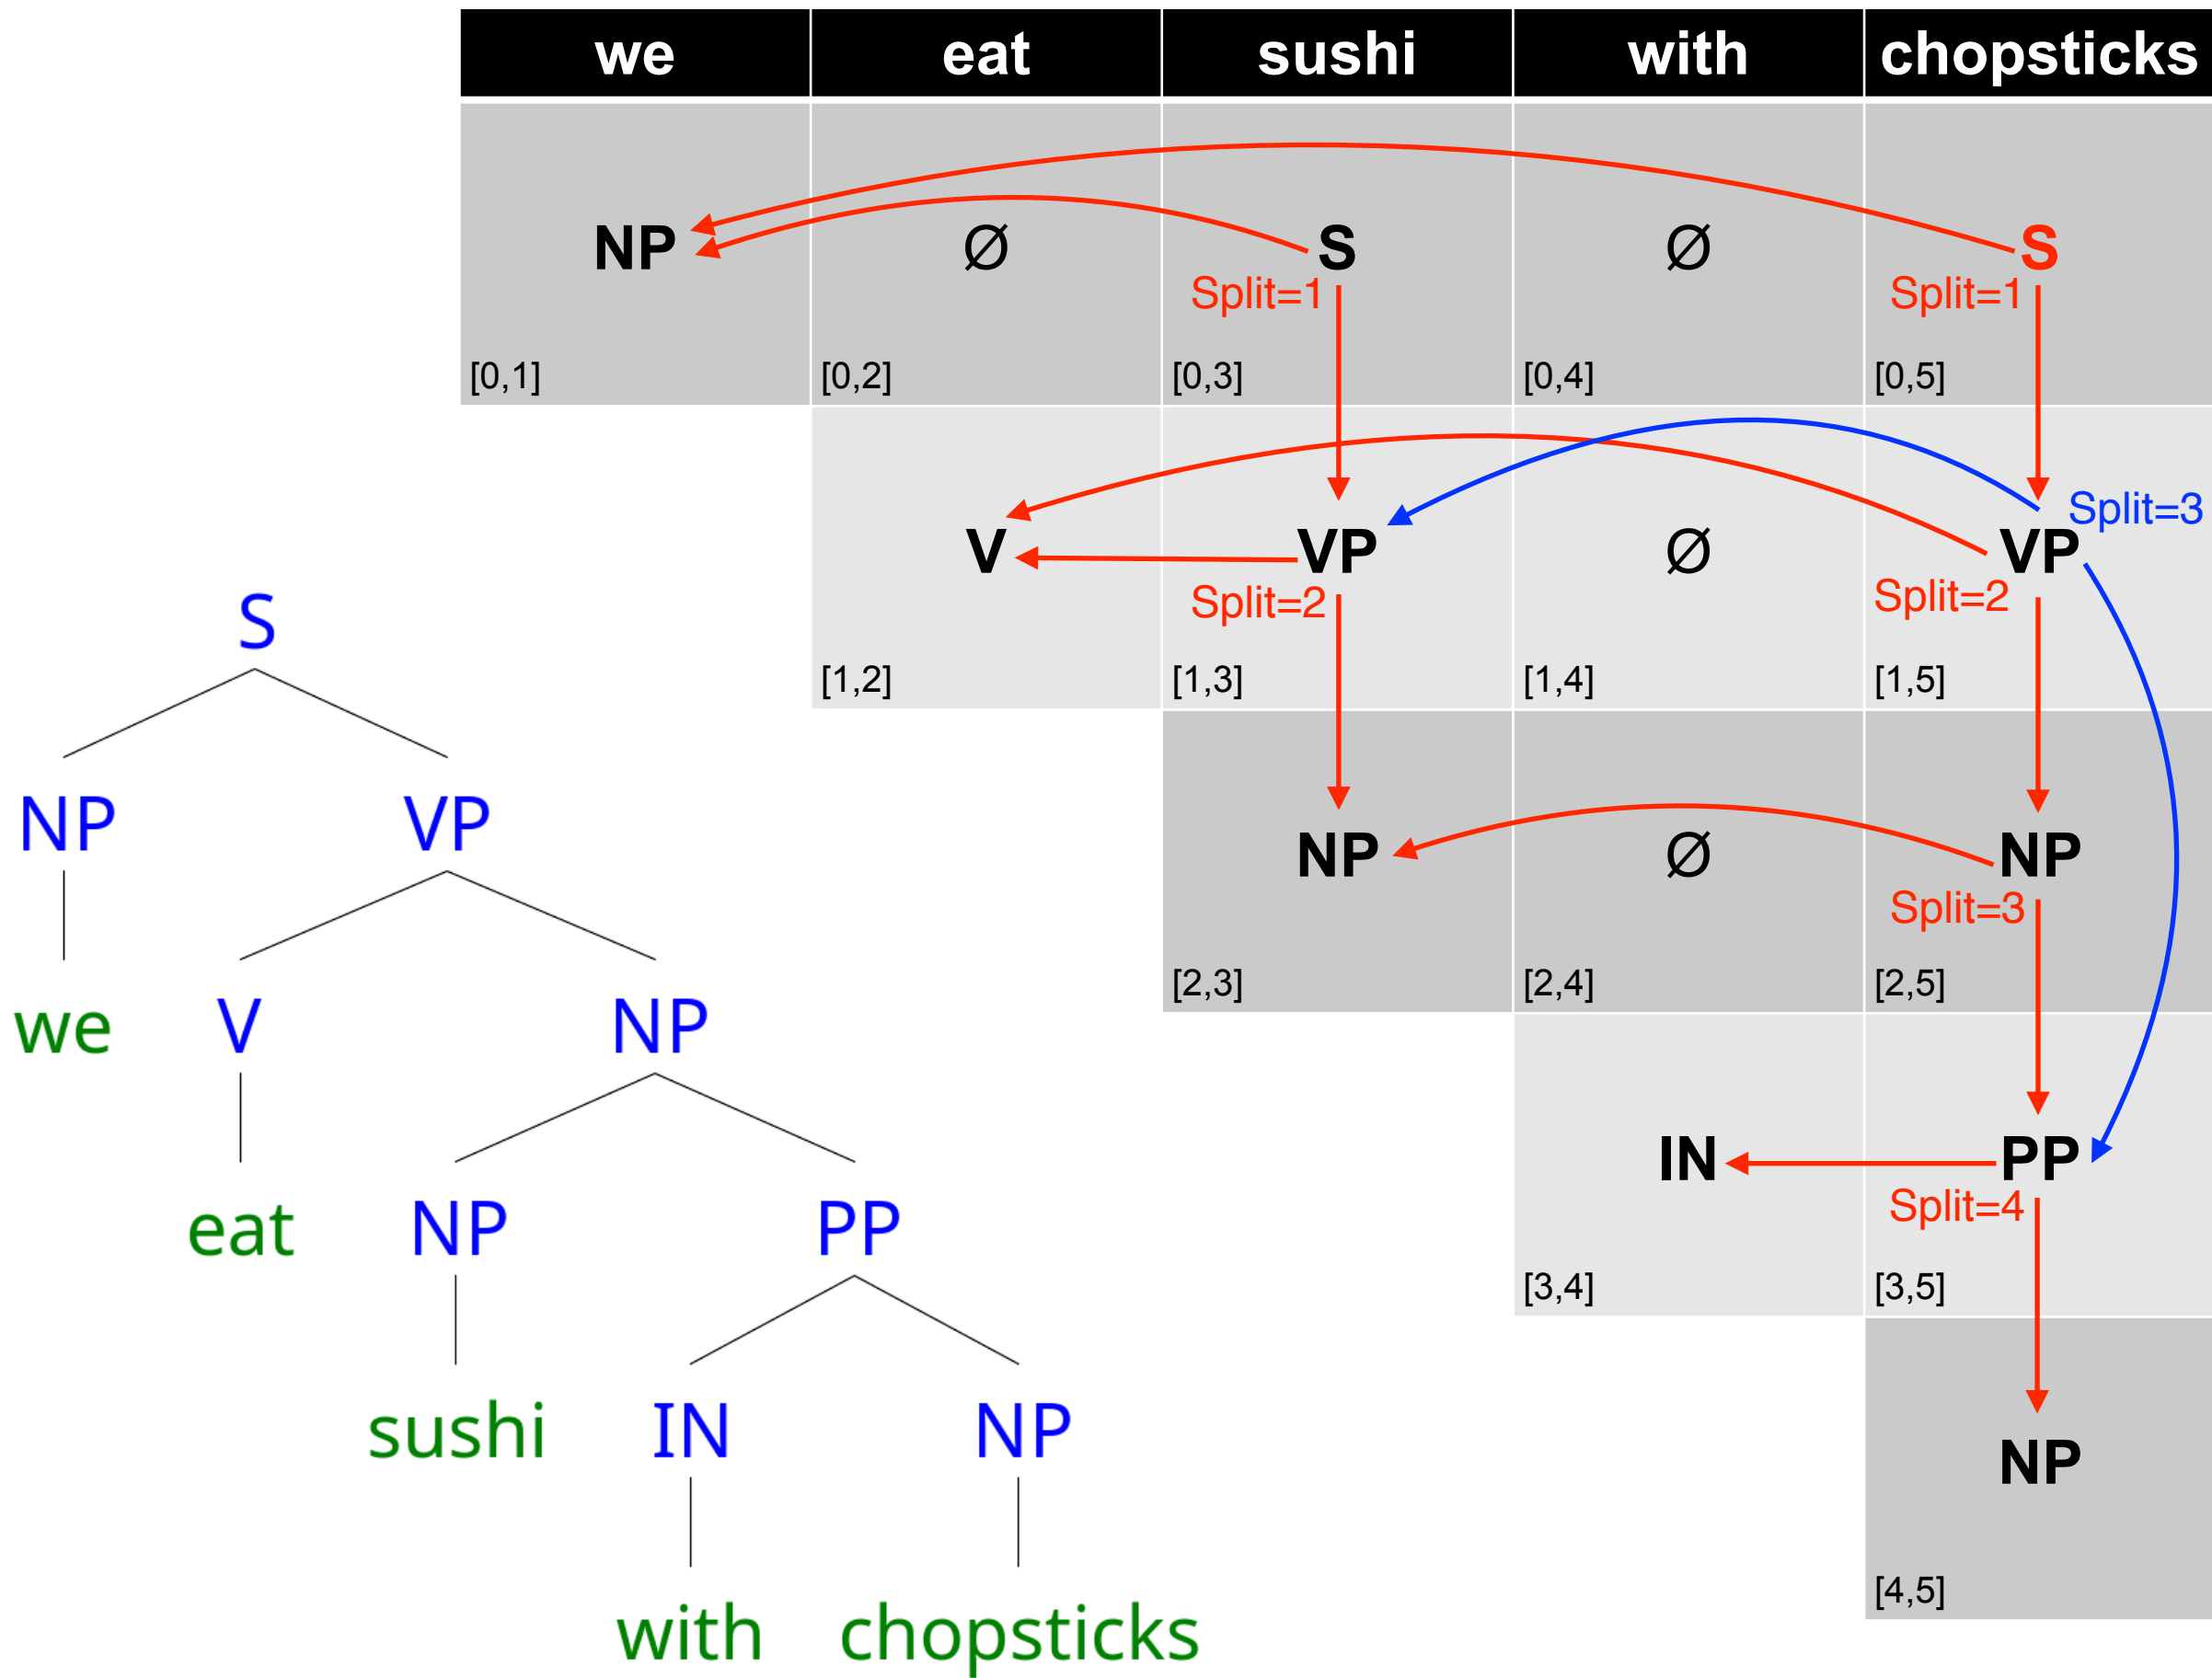 we eat sushi with chopsticks
NP Ø S Ø S
Split=1 Split=1
[0,1] [0,2] [0,3] [0,4] [0,5]
Split=3
V VP Ø VP
Split=2 Split=2
[1,2] [1,3] [1,4] [1,5]
NP Ø NP
Split=3
[2,3] [2,4] [2,5]
IN PP
Split=4
[3,4] [3,5]
NP
[4,5]
S
NP VP
we V NP
eat NP PP
sushi IN NP
with chopsticks